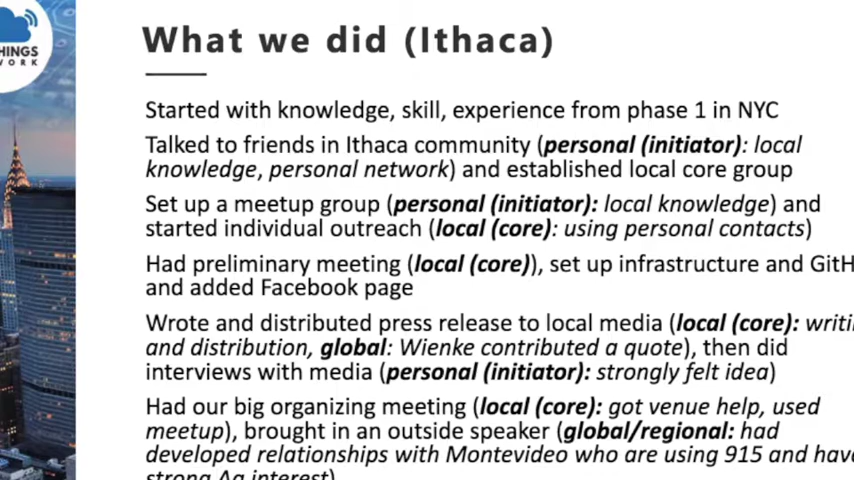 HINGS
WORK
What we did (Ithaca)
Started with knowledge, skill, experience from phase 1 in NYC
Talked to friends in Ithaca community (personal (initiator): local
knowledge, personal network) and established local core group
Set up a meetup group (personal (initiator): local knowledge) and
started individual outreach (local (core): using personal contacts)
Had preliminary meeting (local (core)), set up infrastructure and GitH
and added Facebook page
Wrote and distributed press release to local media (local (core): writi
and distribution, global: Wienke contributed a quote), then did
interviews with media (personal (initiator): strongly felt idea)
Had our big organizing meeting (local (core): got venue help, used
meetup), brought in an outside speaker (global/regional: had
developed relationships with Montevideo who are using 915 and have
strong Ag interest)